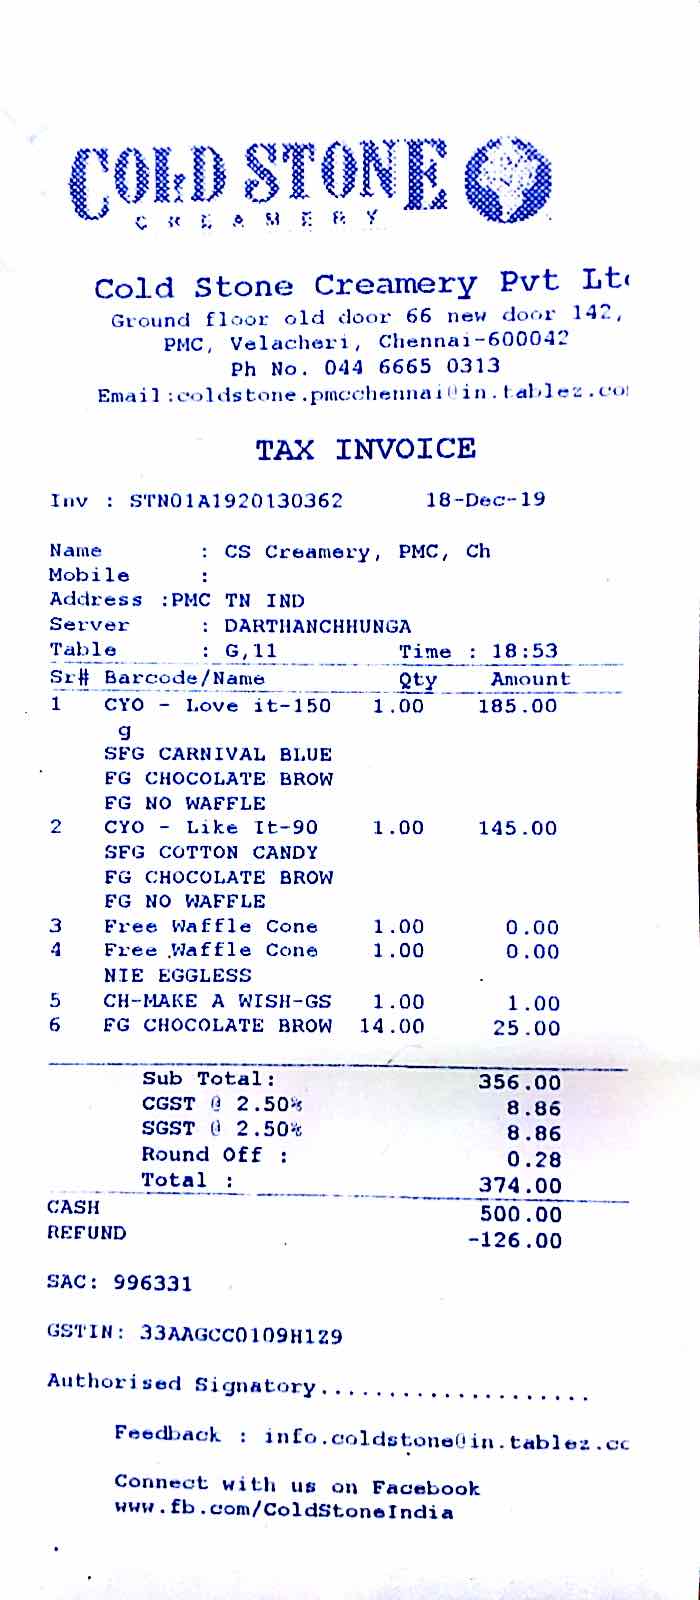 COLD STONE
CREAMERY
Cold Stone Creamery Pvt Ltd
Ground floor old door 66 new door 142,
PMC, Velacheri, Chennai-600042
Ph No. 044 6665 0313
Email:coldstone.pmcchennai@in.tablez.co
TAX INVOICE
Inv : STN01A1920130362 18-Dec-19
Name : CS Creamery, PMC, Ch
Mobile :
Address :PMC TN IND
Server : DARTHANCHHUNGA
Table : G,11 Time : 18:53
Sr# Barcode/Name Qty Amount
1 CYO - Love it-150 1.00 185.00
g
SFG CARNIVAL BLUE
FG CHOCOLATE BROW
FG NO WAFFLE
2 CYO - Like It-90 1.00 145.00
SFG COTTON CANDY
FG CHOCOLATE BROW
FG NO WAFFLE
3 Free Waffle Cone 1.00 0.00
4 Free Waffle Cone 1.00 0.00
NIE EGGLESS
5 CH-MAKE A WISH-GS 1.00 1.00
6 FG CHOCOLATE BROW 14.00 25.00
Sub Total: 356.00
CGST @ 2.50% 8.86
SGST @ 2.50% 8.86
Round Off : 0.28
Total : 374.00
CASH 500.00
REFUND -126.00
SAC: 996331
GSTIN: 33AAGCC0109H1Z9
Authorised Signatory....................
Feedback : info.coldstone@in.tablez.cc
Connect with us on Facebook
www.fb.com/ColdStoneIndia